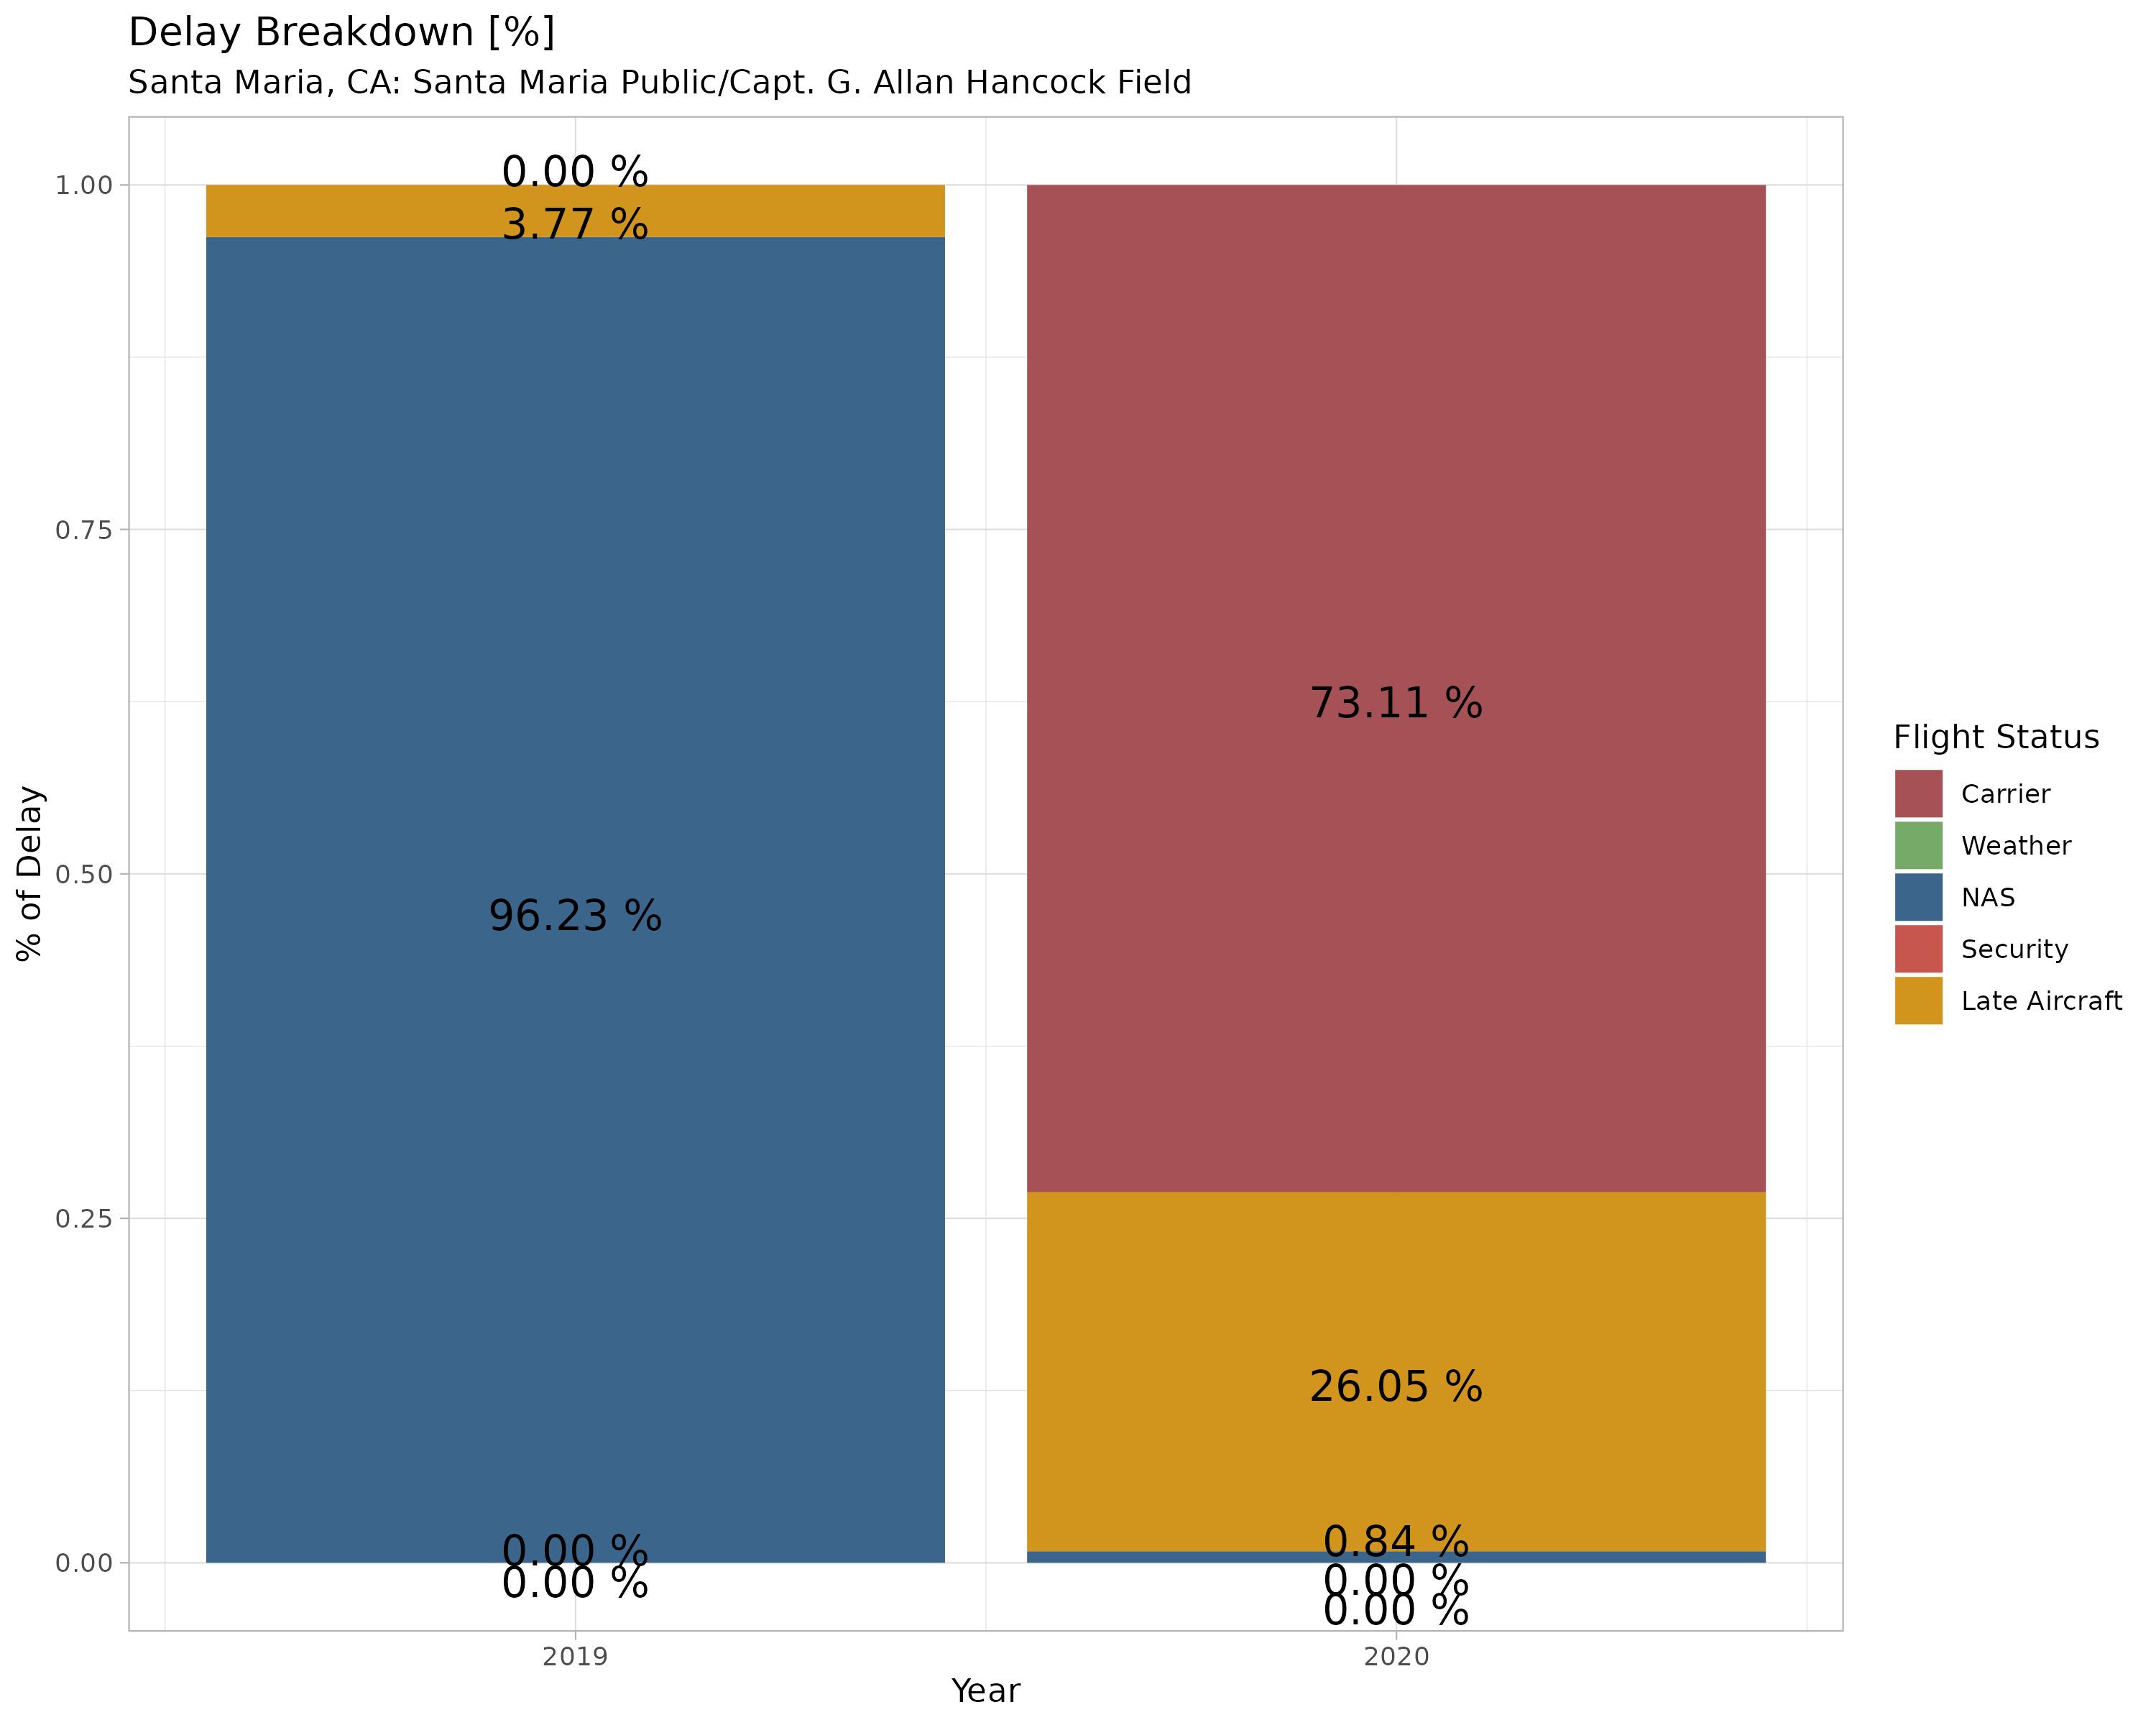 Delay Breakdown [%]
Santa Maria, CA: Santa Maria Public/Capt. G. Allan Hancock Field
% of Delay
1.00
0.75
0.50
0.25
0.00
0.00 %
3.77 %
96.23 %
0.00 %
0.00 %
73.11 %
26.05 %
0.84 %
0.00 %
0.00 %
2019
2020
Year
Flight Status
Carrier
Weather
NAS
Security
Late Aircraft